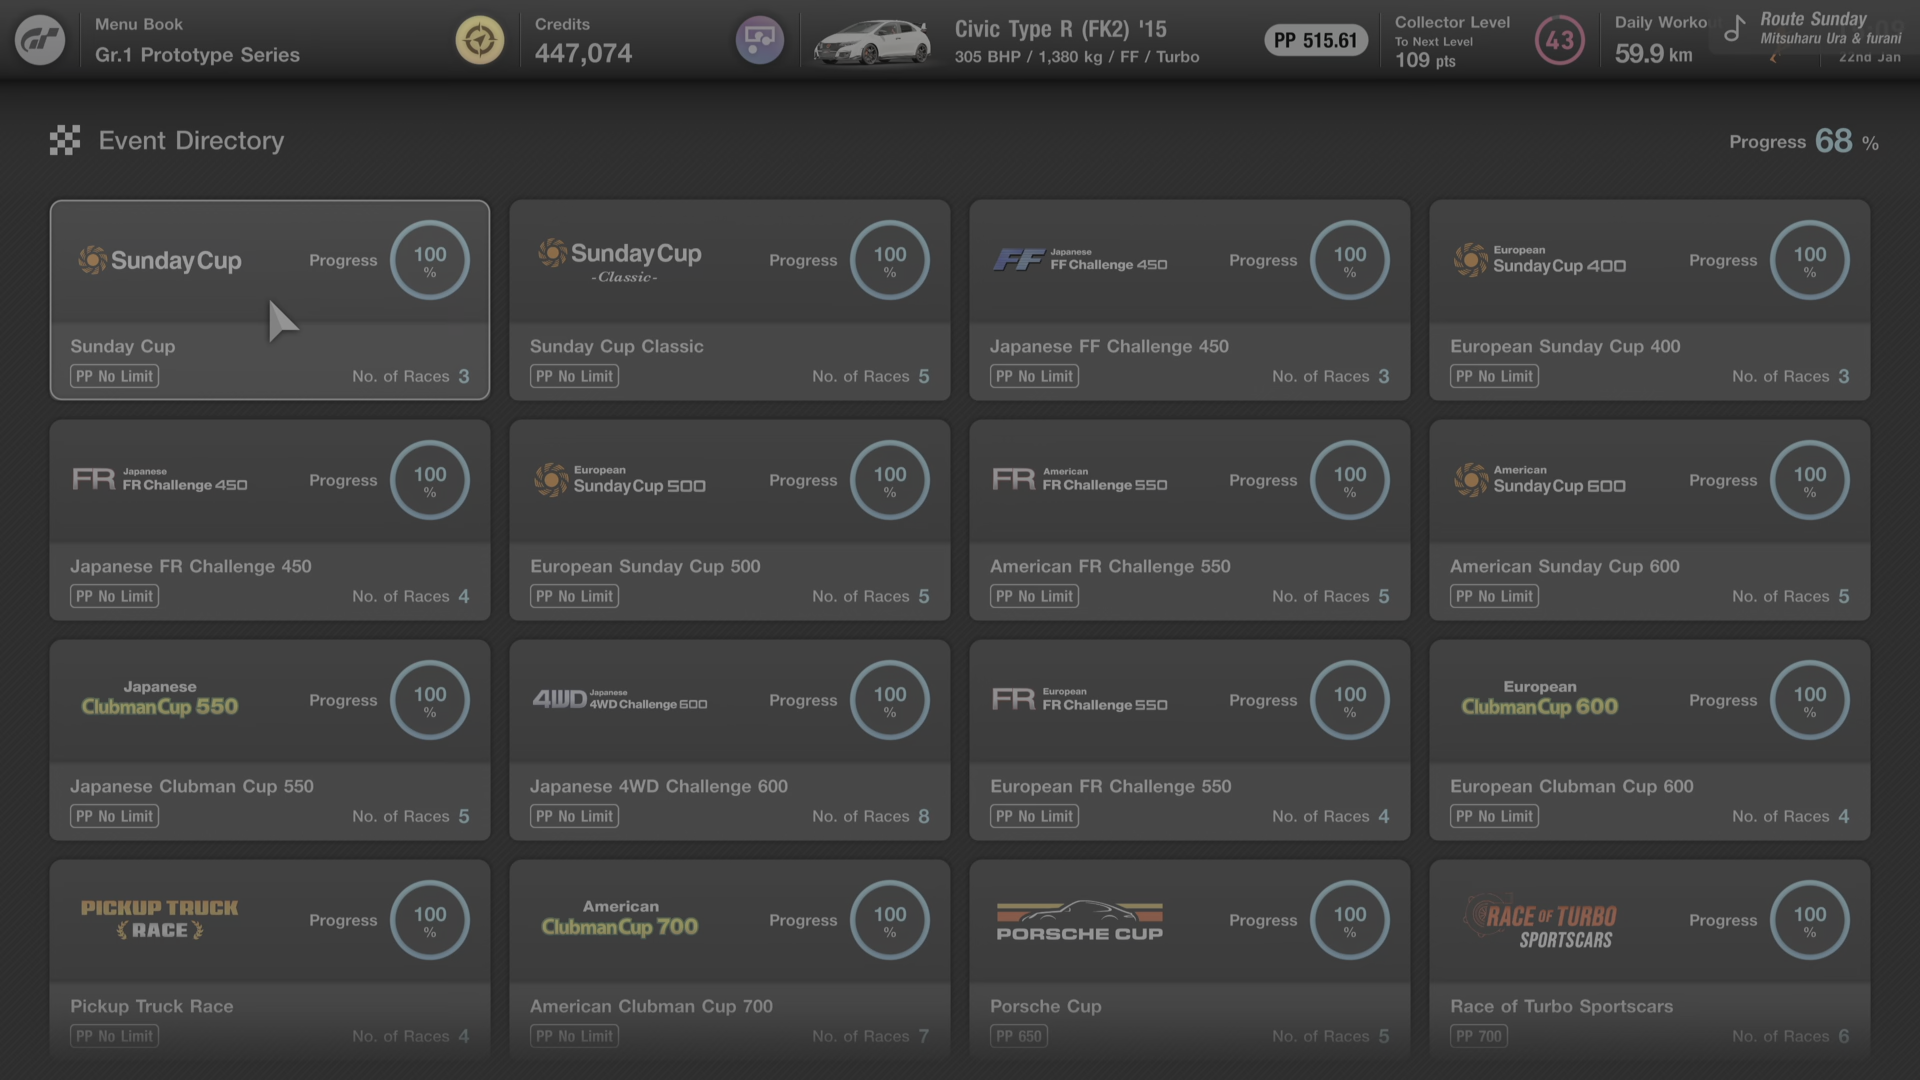 Menu Book
Gr.1 Prototype Series
Credits
447,074
Civic Type R (FK2) '15
305 BHP / 1,380 kg / FF / Turbo
PP 515.61
Collector Level
To Next Level
109 pts
43
Daily Workou
59.9 km
Route Sunday
Mitsuharu Ura & furani
22nd Jan
Event Directory
Progress 68 %
Sunday Cup
Progress
100
%
Sunday Cup
PP No Limit
No. of Races 3
Sunday Cup
-Classic-
Progress
100
%
Sunday Cup Classic
PP No Limit
No. of Races 5
FF Japanese
FF Challenge 450
Progress
100
%
Japanese FF Challenge 450
PP No Limit
No. of Races 3
European
Sunday Cup 400
Progress
100
%
European Sunday Cup 400
PP No Limit
No. of Races 3
FR Japanese
FR Challenge 450
Progress
100
%
Japanese FR Challenge 450
PP No Limit
No. of Races 4
European
Sunday Cup 500
Progress
100
%
European Sunday Cup 500
PP No Limit
No. of Races 5
FR American
FR Challenge 550
Progress
100
%
American FR Challenge 550
PP No Limit
No. of Races 5
American
Sunday Cup 600
Progress
100
%
American Sunday Cup 600
PP No Limit
No. of Races 5
Japanese
Clubman Cup 550
Progress
100
%
Japanese Clubman Cup 550
PP No Limit
No. of Races 5
4WD Japanese
4WD Challenge 600
Progress
100
%
Japanese 4WD Challenge 600
PP No Limit
No. of Races 8
FR European
FR Challenge 550
Progress
100
%
European FR Challenge 550
PP No Limit
No. of Races 4
European
Clubman Cup 600
Progress
100
%
European Clubman Cup 600
PP No Limit
No. of Races 4
PICKUP TRUCK
RACE
Progress
100
%
Pickup Truck Race
PP No Limit
No. of Races 4
American
Clubman Cup 700
Progress
100
%
American Clubman Cup 700
PP No Limit
No. of Races 7
PORSCHE CUP
Progress
100
%
Porsche Cup
PP 650
No. of Races 5
RACE OF TURBO
SPORTSCARS
Progress
100
%
Race of Turbo Sportscars
PP 700
No. of Races 6